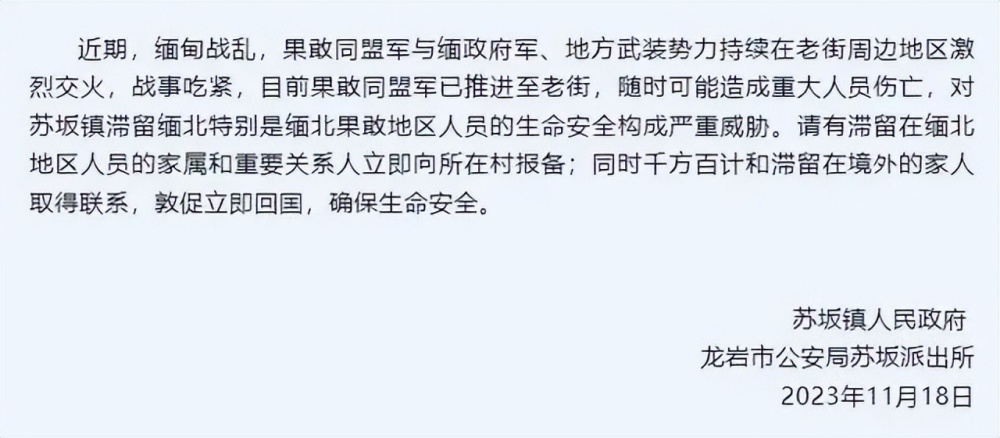 近期，缅甸战乱，果敢同盟军与缅政府军、地方武装势力持续在老街周边地区激
烈交火，战事吃紧，目前果敢同盟军已推进至老街，随时可能造成重大人员伤亡，对
苏坂镇滞留缅北特别是缅北果敢地区人员的生命安全构成严重威胁。请有滞留在缅北
地区人员的家属和重要关系人立即向所在村报备；同时千方百计和滞留在境外的家人
取得联系，敦促立即回国，确保生命安全。
苏坂镇人民政府
龙岩市公安局苏坂派出所
2023年11月18日